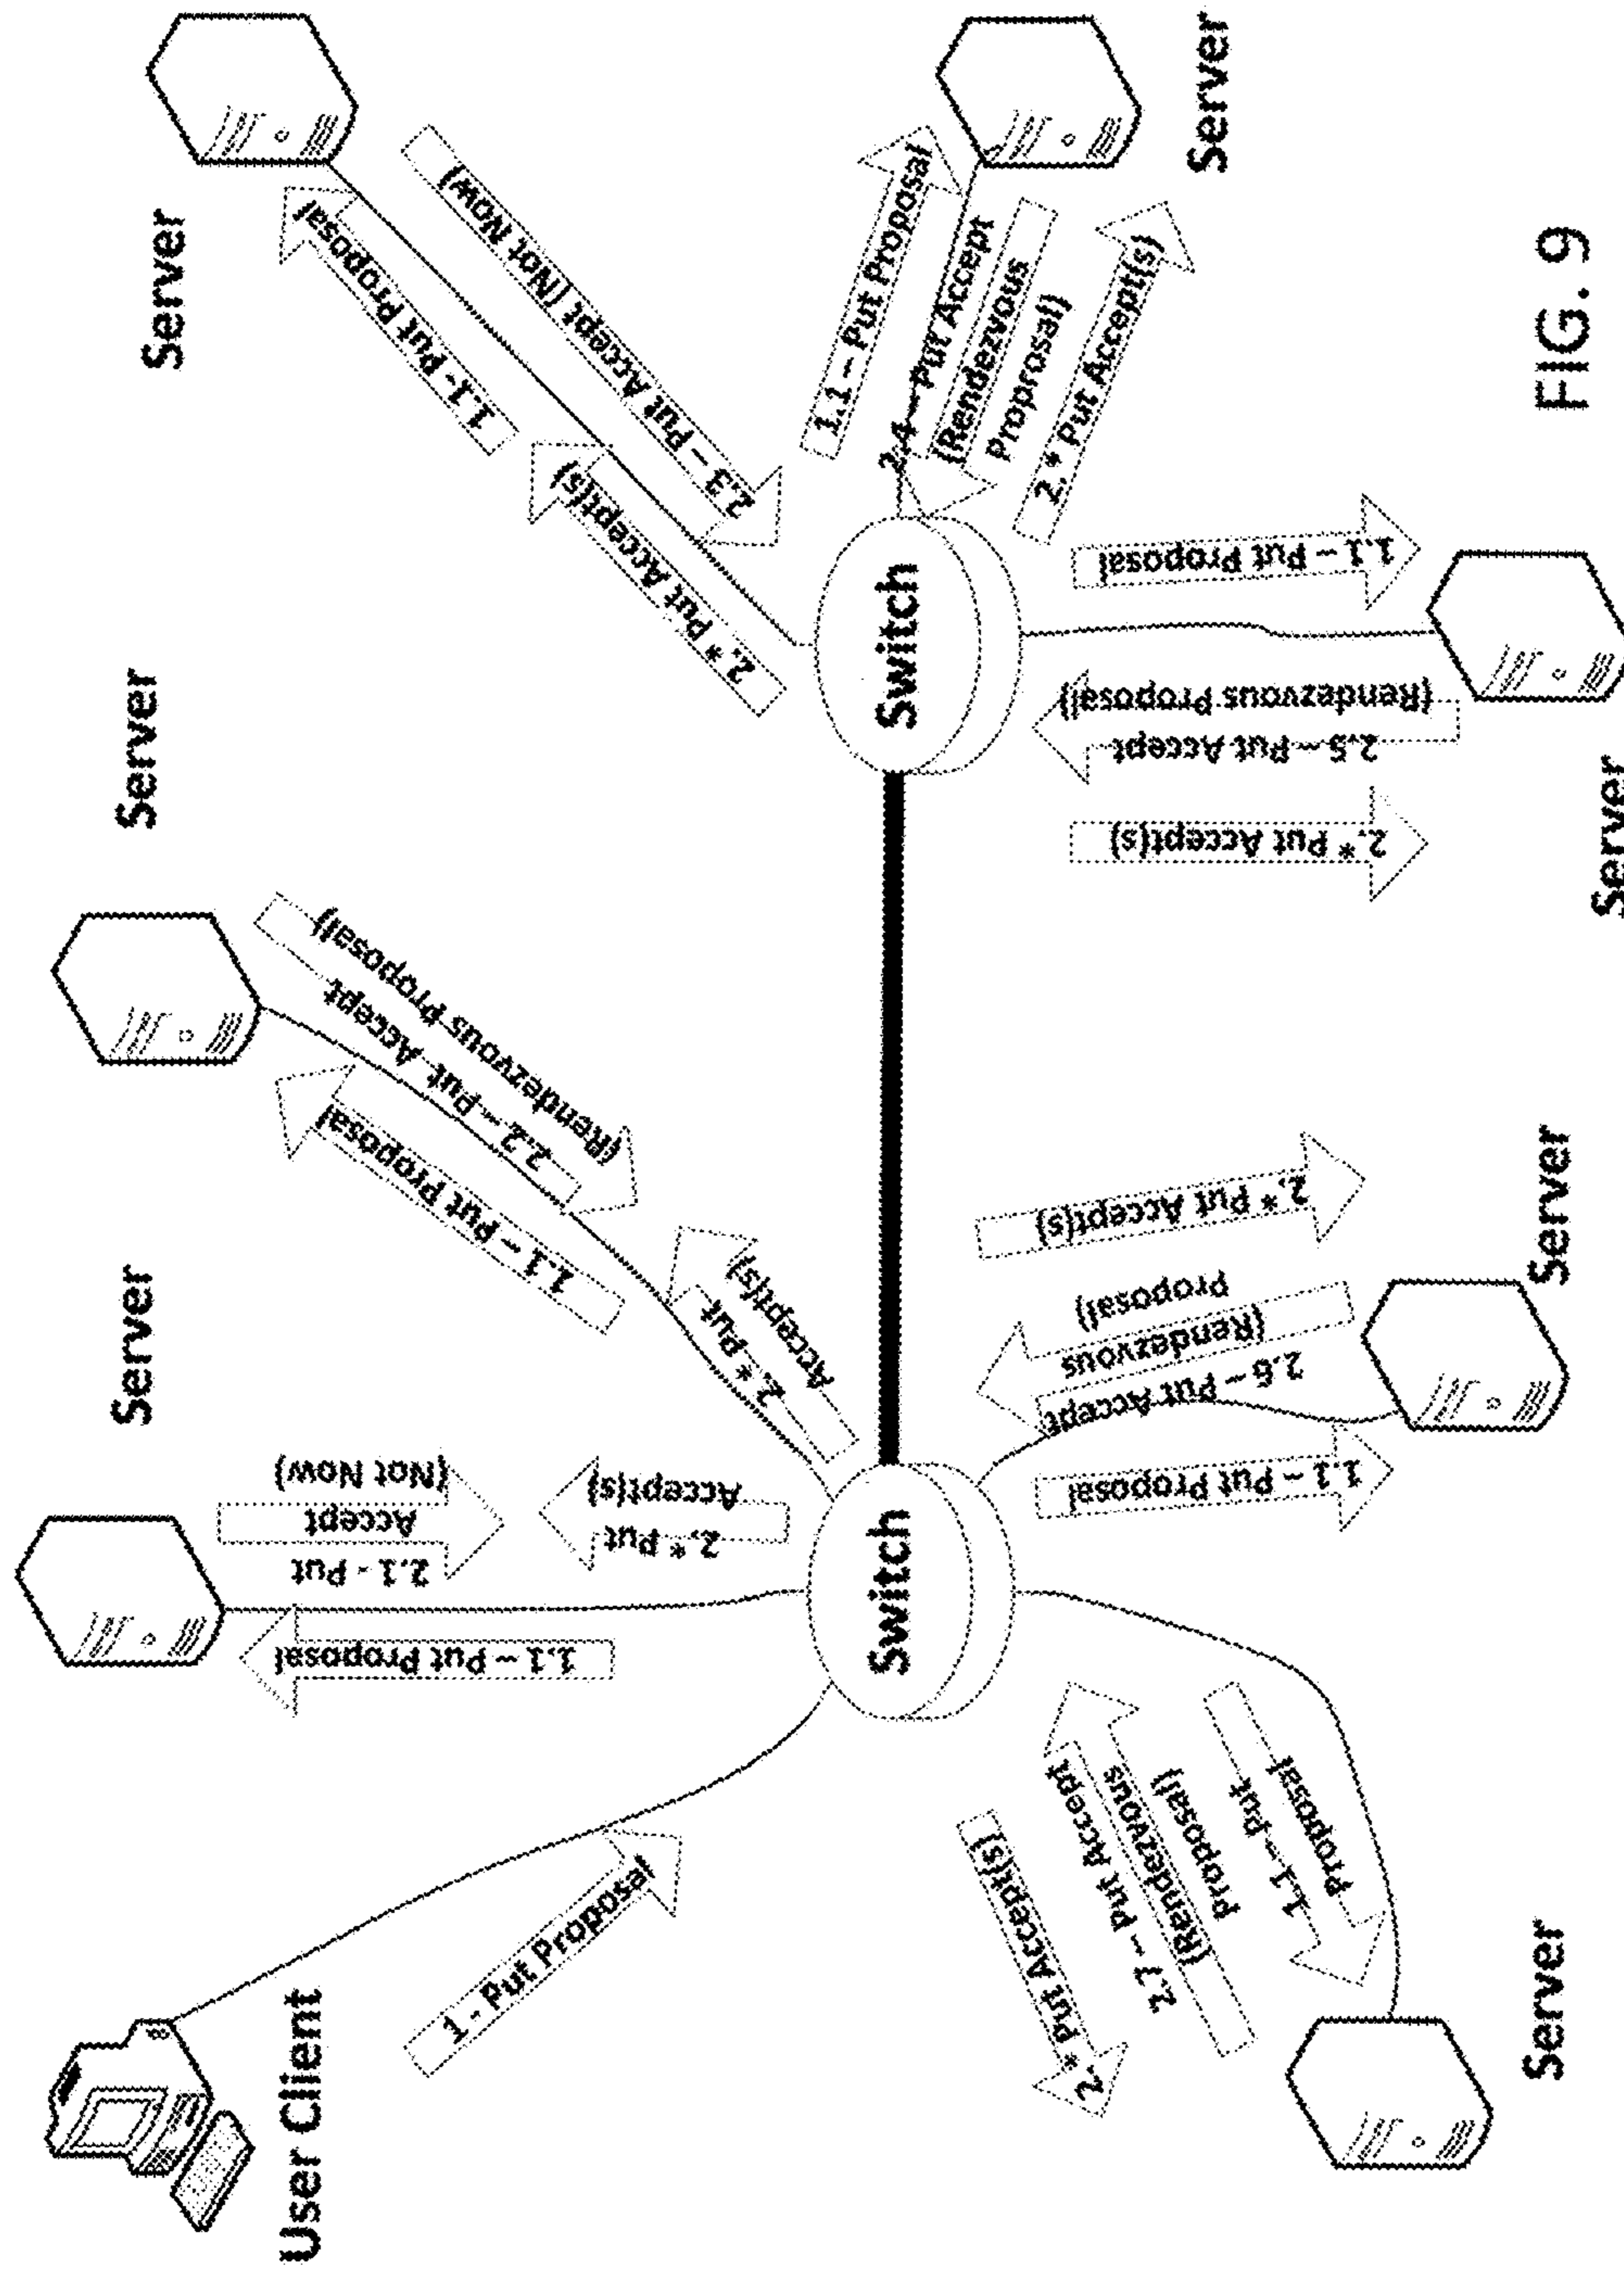 User Client
1 - Put Proposal
Server
1.1 – Put Proposal
2.1 - Put
Accept
(Not Now)
2.* Put
Accept(s)
Server
1.1 – Put Proposal
2.2 – Put Accept
(Rendezvous Proposal)
2.* Put
Accept(s)
Server
1.1 - Put Proposal
2.3 – Put Accept (Not Now)
2.* Put Accept(s)
Switch
Switch
1.1 – Put Proposal
2.4 – Put Accept
(Rendezvous
Proprosal)
2.* Put Accept(s)
Server
1.1 – Put Proposal
2.5 – Put Accept
(Rendezvous Proposal)
2.* Put Accept(s)
Server
1.1 – Put Proposal
2.6 – Put Accept
(Rendezvous
Proposal)
2.* Put Accept(s)
Server
2.* Put Accept(s)
2.7 – Put Accept
(Rendezvous
Proposal)
1.1 – Put
Proposal
Server
FIG. 9